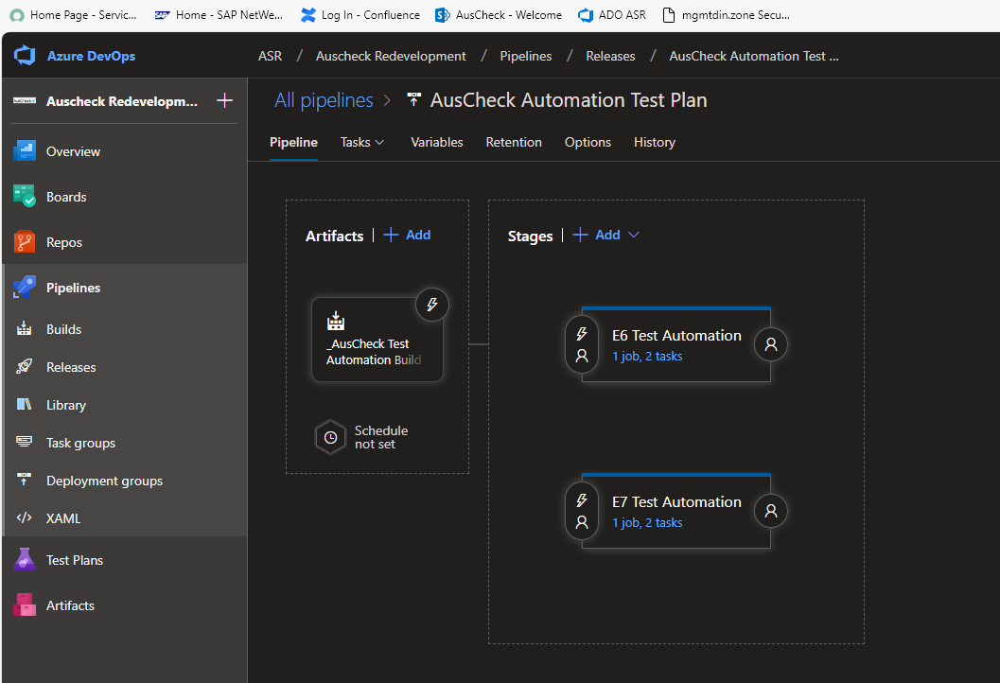 Home Page - Servic...
Home - SAP NetWe...
Log In - Confluence
AusCheck - Welcome
ADO ASR
mgmtdin.zone Secu...
Azure DevOps
ASR / Auscheck Redevelopment / Pipelines / Releases / AusCheck Automation Test ...
Auscheck Redevelopm...
All pipelines > AusCheck Automation Test Plan
Pipeline
Tasks
Variables
Retention
Options
History
Overview
Boards
Repos
Pipelines
Builds
Releases
Library
Task groups
Deployment groups
XAML
Test Plans
Artifacts
Artifacts | + Add
_AusCheck Test
Automation Build
Schedule
not set
Stages | + Add
E6 Test Automation
1 job, 2 tasks
E7 Test Automation
1 job, 2 tasks